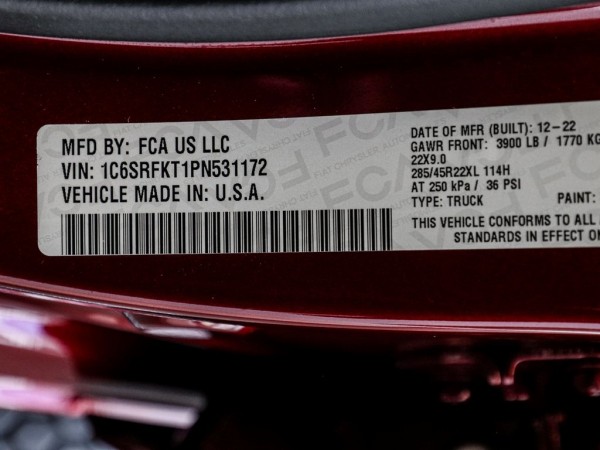 MFD BY: FCA US LLC
VIN: 1C6SRFKT1PN531172
VEHICLE MADE IN: U.S.A.
DATE OF MFR (BUILT): 12-22
GAWR FRONT: 3900 LB / 1770 KG
22X9.0
285/45R22XL 114H
AT 250 kPa / 36 PSI
TYPE: TRUCK PAINT:
THIS VEHICLE CONFORMS TO ALL
STANDARDS IN EFFECT ON